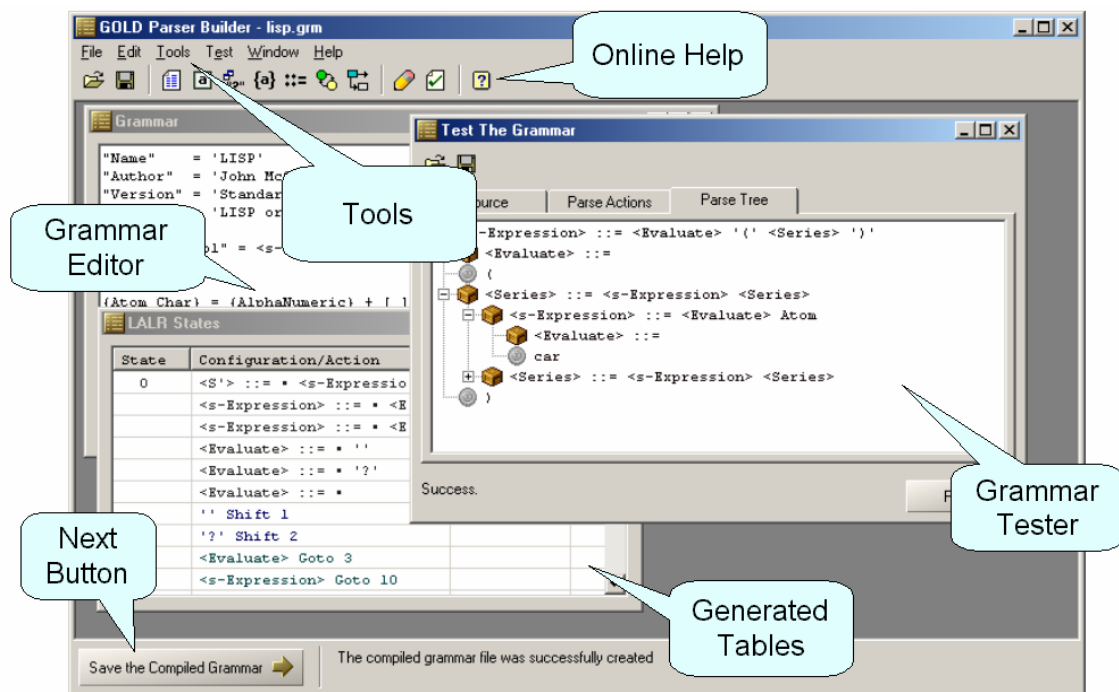 GOLD Parser Builder - lisp.grm
File Edit Tools Test Window Help
Online Help
Grammar
"Name" = 'LISP'
"Author" = 'John
"Version" = 'Standar
'LISP or
= <s-
{Atom Char} = {AlphaNumeric} +
Tools
Grammar
Editor
Test The Grammar
Parse Actions
Parse Tree
::= <Evaluate> '(' <Series> ')'
<Evaluate> ::=
(
<Series> ::= <s-Expression> <Series>
<s-Expression> ::= <Evaluate> Atom
<Evaluate> ::=
car
<Series> ::= <s-Expression> <Series>
)
Success.
Grammar
Tester
LALR States
State Configuration/Action
0 <S'> ::= • <s-Expressio
<s-Expression> ::= • <E
<s-Expression> ::= • <E
<Evaluate> ::= • ''
<Evaluate> ::= • '?'
<Evaluate> ::= •
'' Shift 1
'?' Shift 2
<Evaluate> Goto 3
<s-Expression> Goto 10
Next
Button
Generated
Tables
Save the Compiled Grammar
The compiled grammar file was successfully created